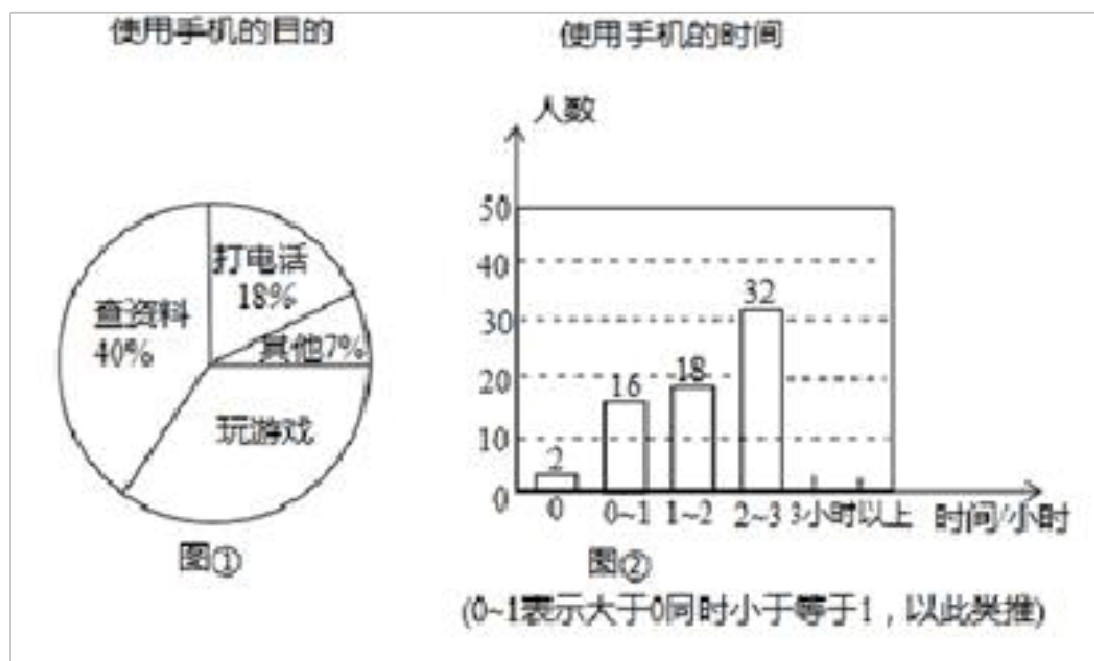 使用手机的目的
打电话
18%
其他7%
查资料
40%
玩游戏
图①
使用手机的时间
人数
50
40
30
20
10
0
2
16
18
32
0
0~1
1~2
2~3
3小时以上
时间/小时
图②
(0~1表示大于0同时小于等于1，以此类推)